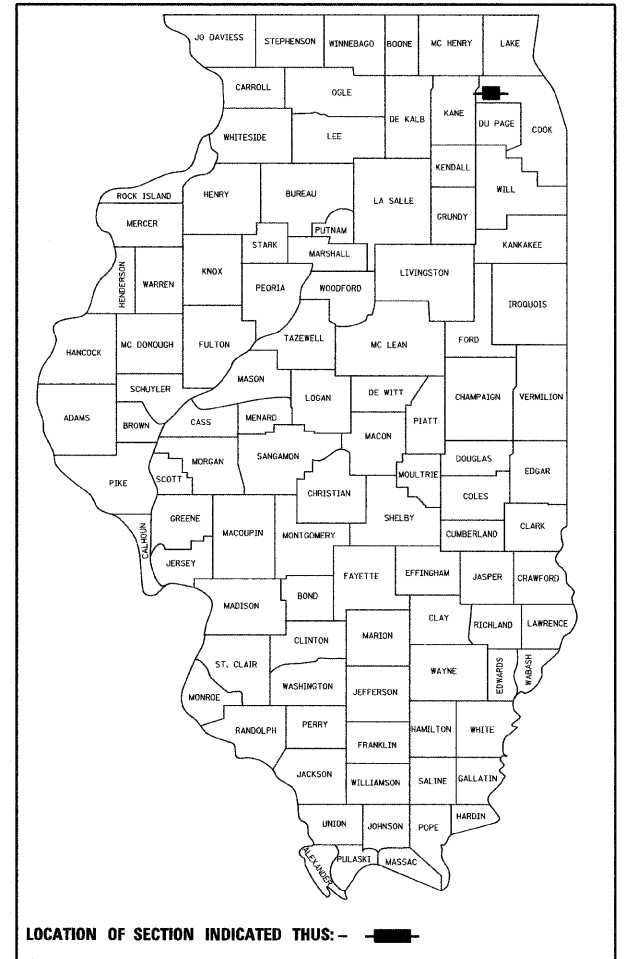 JO DAVIESS STEPHENSON WINNEBAGO BOONE MC HENRY LAKE
CARROLL OGLE DE KALB KANE DU PAGE COOK
WHITESIDE LEE
KENDALL WILL
ROCK ISLAND HENRY BUREAU LA SALLE GRUNDY
MERCER PUTNAM KANKAKEE
STARK MARSHALL
HENDERSON WARREN KNOX PEORIA WOODFORD LIVINGSTON IROQUOIS
HANCOCK MC DONOUGH FULTON TAZEWELL MC LEAN FORD
SCHUYLER MASON LOGAN DE WITT CHAMPAIGN VERMILION
ADAMS BROWN CASS MENARD MACON PIATT
PIKE SCOTT MORGAN SANGAMON MOULTRIE DOUGLAS EDGAR
CHRISTIAN COLES
CALHOUN GREENE MACOUPIN MONTGOMERY SHELBY CUMBERLAND CLARK
JERSEY FAYETTE EFFINGHAM JASPER CRAWFORD
MADISON BOND
CLAY RICHLAND LAWRENCE
CLINTON MARION
ST. CLAIR WAYNE EDWARDS WABASH
MONROE WASHINGTON JEFFERSON
RANDOLPH PERRY HAMILTON WHITE
FRANKLIN
JACKSON WILLIAMSON SALINE GALLATIN
UNION JOHNSON POPE HARDIN
ALEXANDER PULASKI MASSAC
LOCATION OF SECTION INDICATED THUS: -